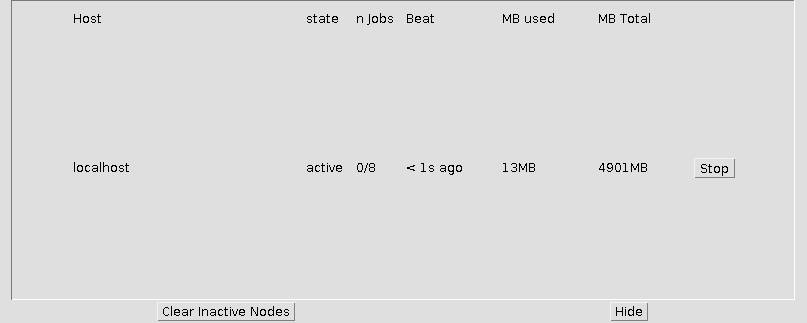 Host state n Jobs Beat MB used MB Total
localhost active 0/8 < 1s ago 13MB 4901MB Stop
Clear Inactive Nodes Hide